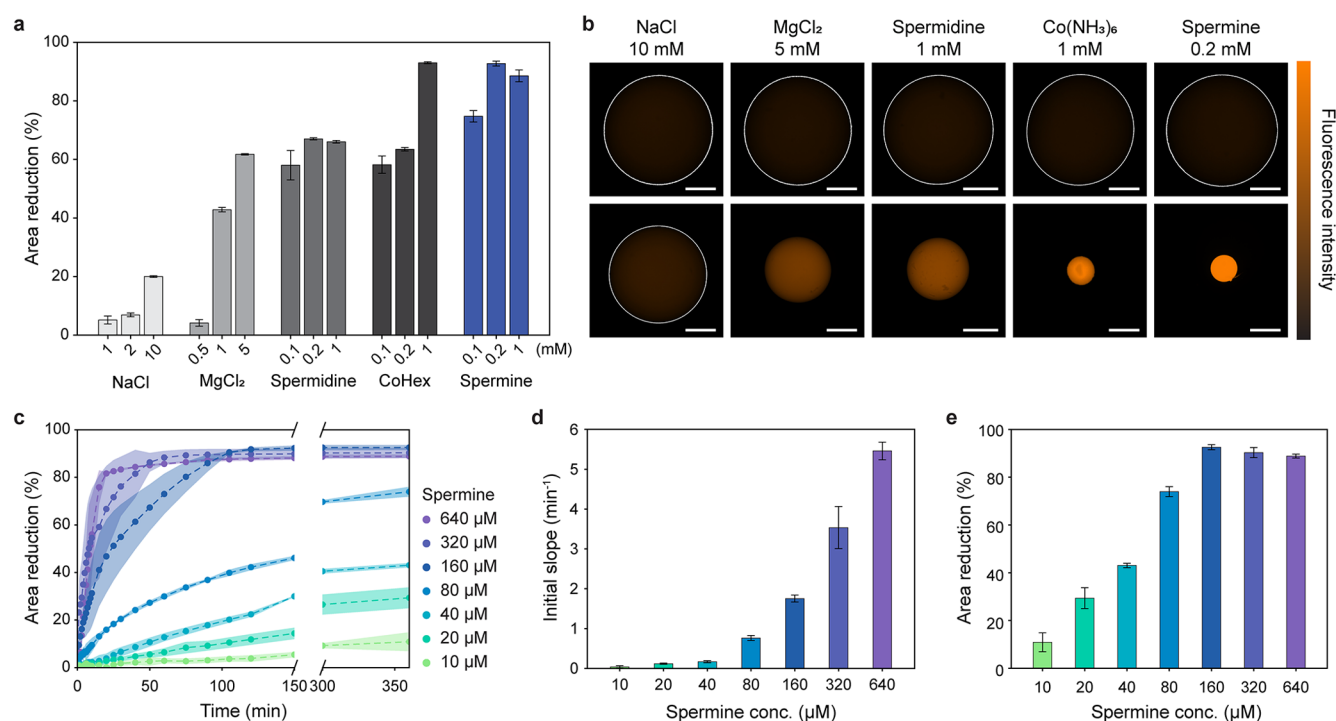 a
Area reduction (%)
100
80
60
40
20
0
1 2 10 0.5 1 5 0.1 0.2 1 0.1 0.2 1 0.1 0.2 1 (mM)
NaCl MgCl₂ Spermidine CoHex Spermine
b
NaCl MgCl₂ Spermidine Co(NH₃)₆ Spermine
10 mM 5 mM 1 mM 1 mM 0.2 mM
Fluorescence intensity
c
Area reduction (%)
100
80
60
40
20
0
0 50 100 150 300 350
Time (min)
Spermine
640 µM
320 µM
160 µM
80 µM
40 µM
20 µM
10 µM
d
Initial slope (min⁻¹)
6
5
4
3
2
1
0
10 20 40 80 160 320 640
Spermine conc. (µM)
e
Area reduction (%)
100
80
60
40
20
0
10 20 40 80 160 320 640
Spermine conc. (µM)